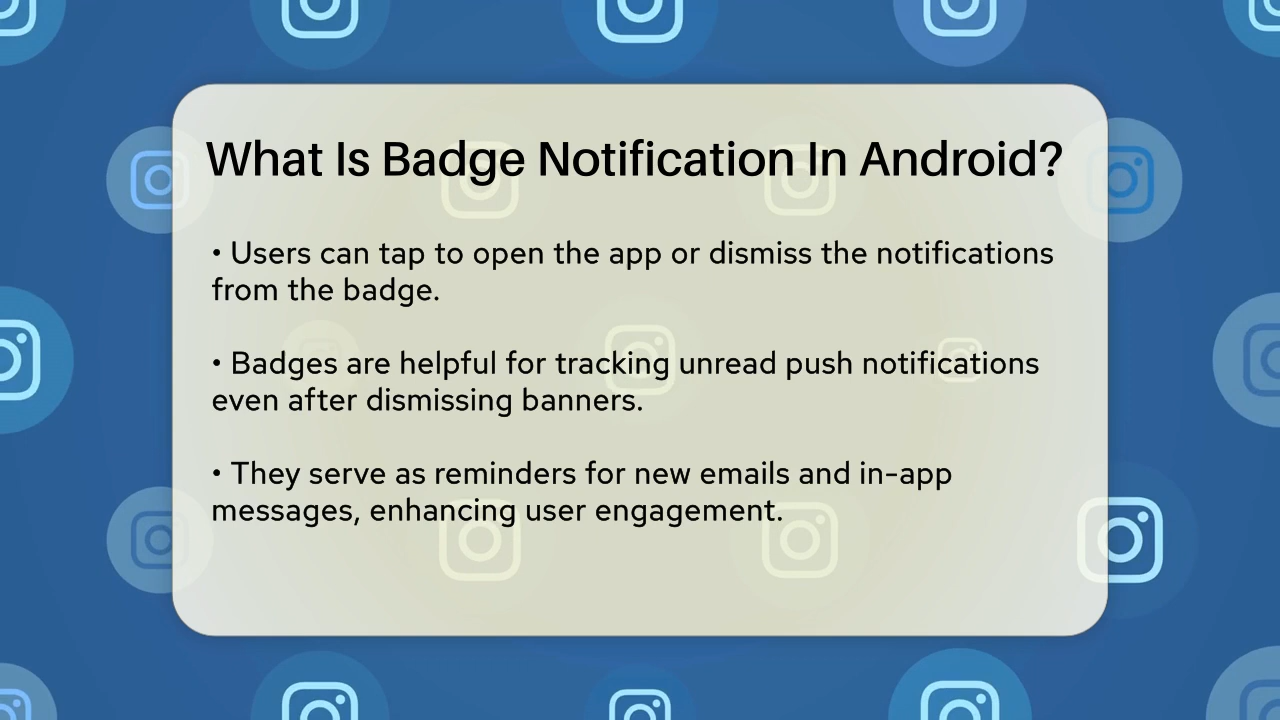 What Is Badge Notification In Android?
• Users can tap to open the app or dismiss the notifications
from the badge.
• Badges are helpful for tracking unread push notifications
even after dismissing banners.
• They serve as reminders for new emails and in-app
messages, enhancing user engagement.